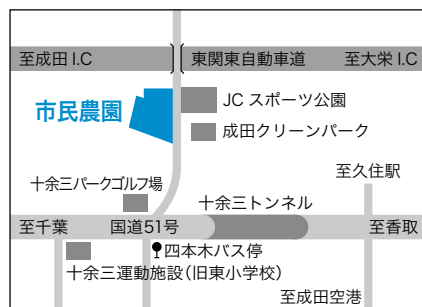 至成田 I.C 東関東自動車道 至大栄 I.C
市民農園
JC スポーツ公園
成田クリーンパーク
至久住駅
十余三パークゴルフ場
十余三トンネル
至千葉 国道51号 至香取
四本木バス停
十余三運動施設(旧東小学校)
至成田空港